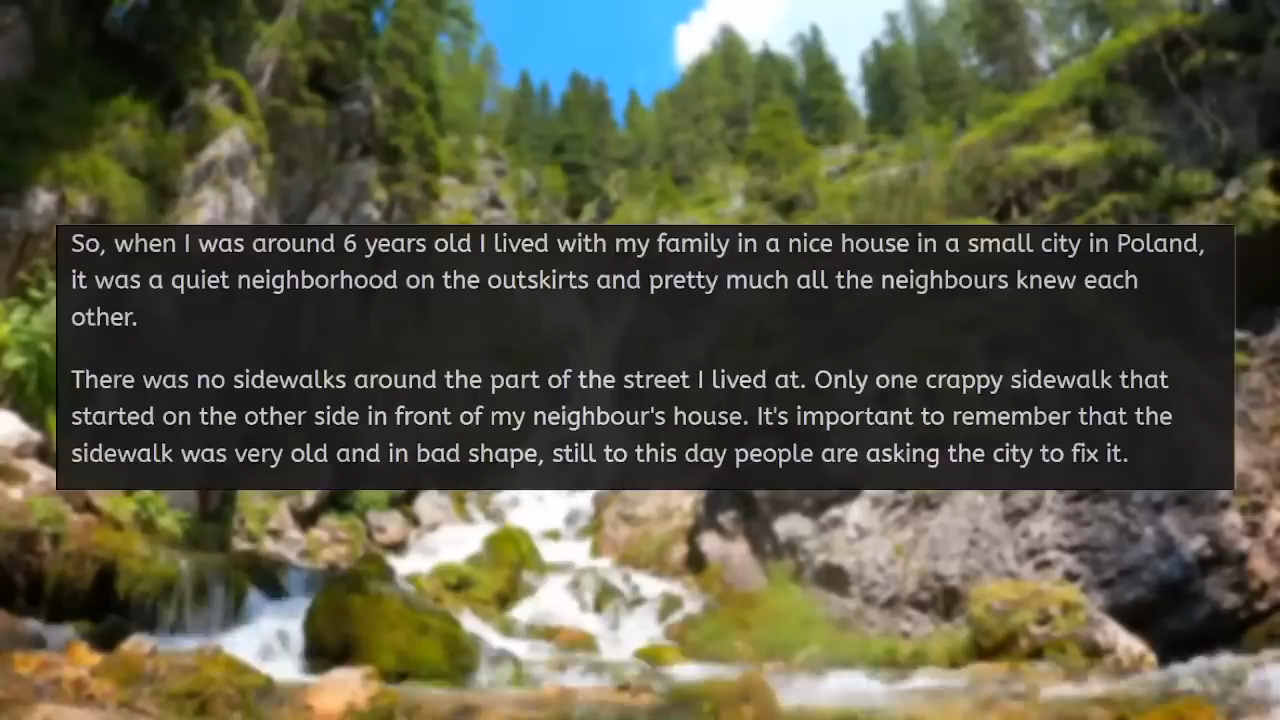 So, when I was around 6 years old I lived with my family in a nice house in a small city in Poland,
it was a quiet neighborhood on the outskirts and pretty much all the neighbours knew each
other.
There was no sidewalks around the part of the street I lived at. Only one crappy sidewalk that
started on the other side in front of my neighbour's house. It's important to remember that the
sidewalk was very old and in bad shape, still to this day people are asking the city to fix it.